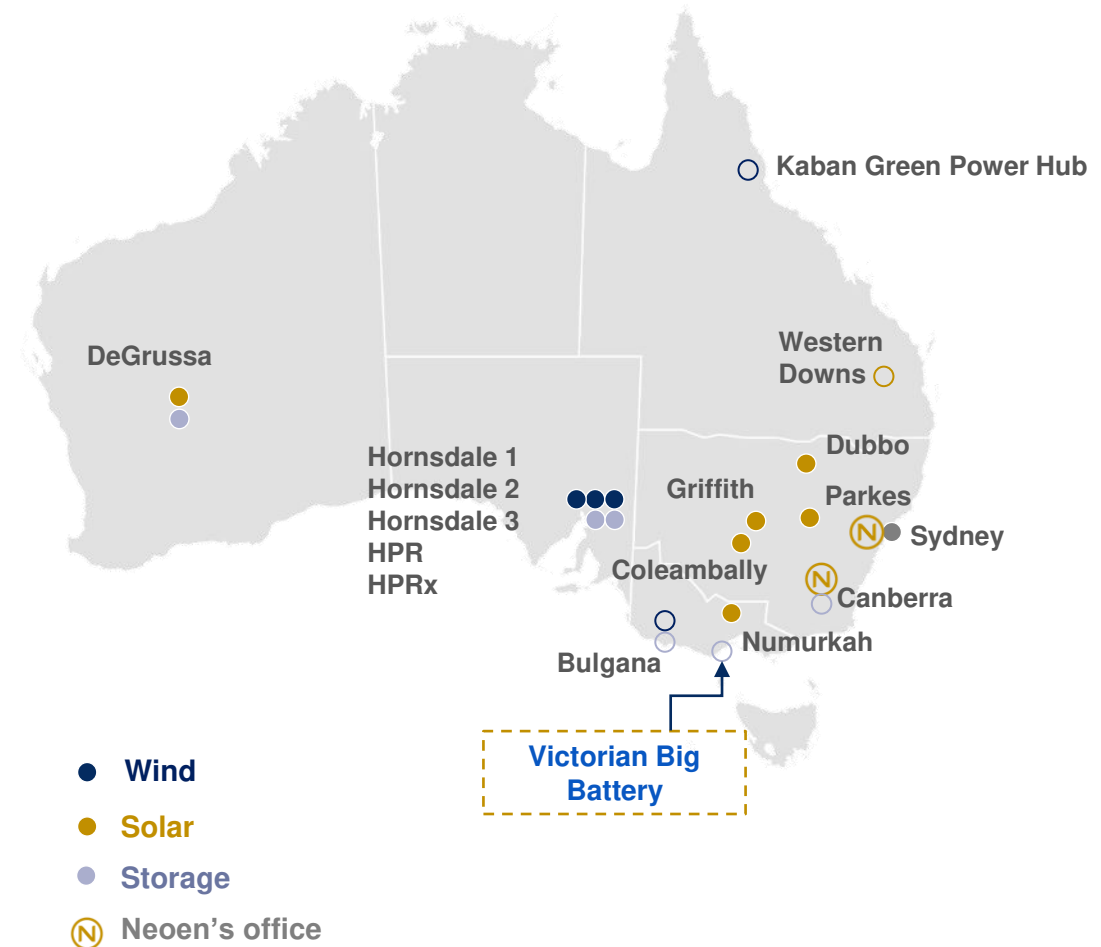 Kaban Green Power Hub
Western
Downs
DeGrussa
Dubbo
Hornsdale 1
Hornsdale 2
Hornsdale 3
HPR
HPRx
Griffith
Parkes
N
Sydney
Coleambally
N
Canberra
Numurkah
Bulgana
Victorian Big
Battery
Wind
Solar
Storage
N Neoen's office